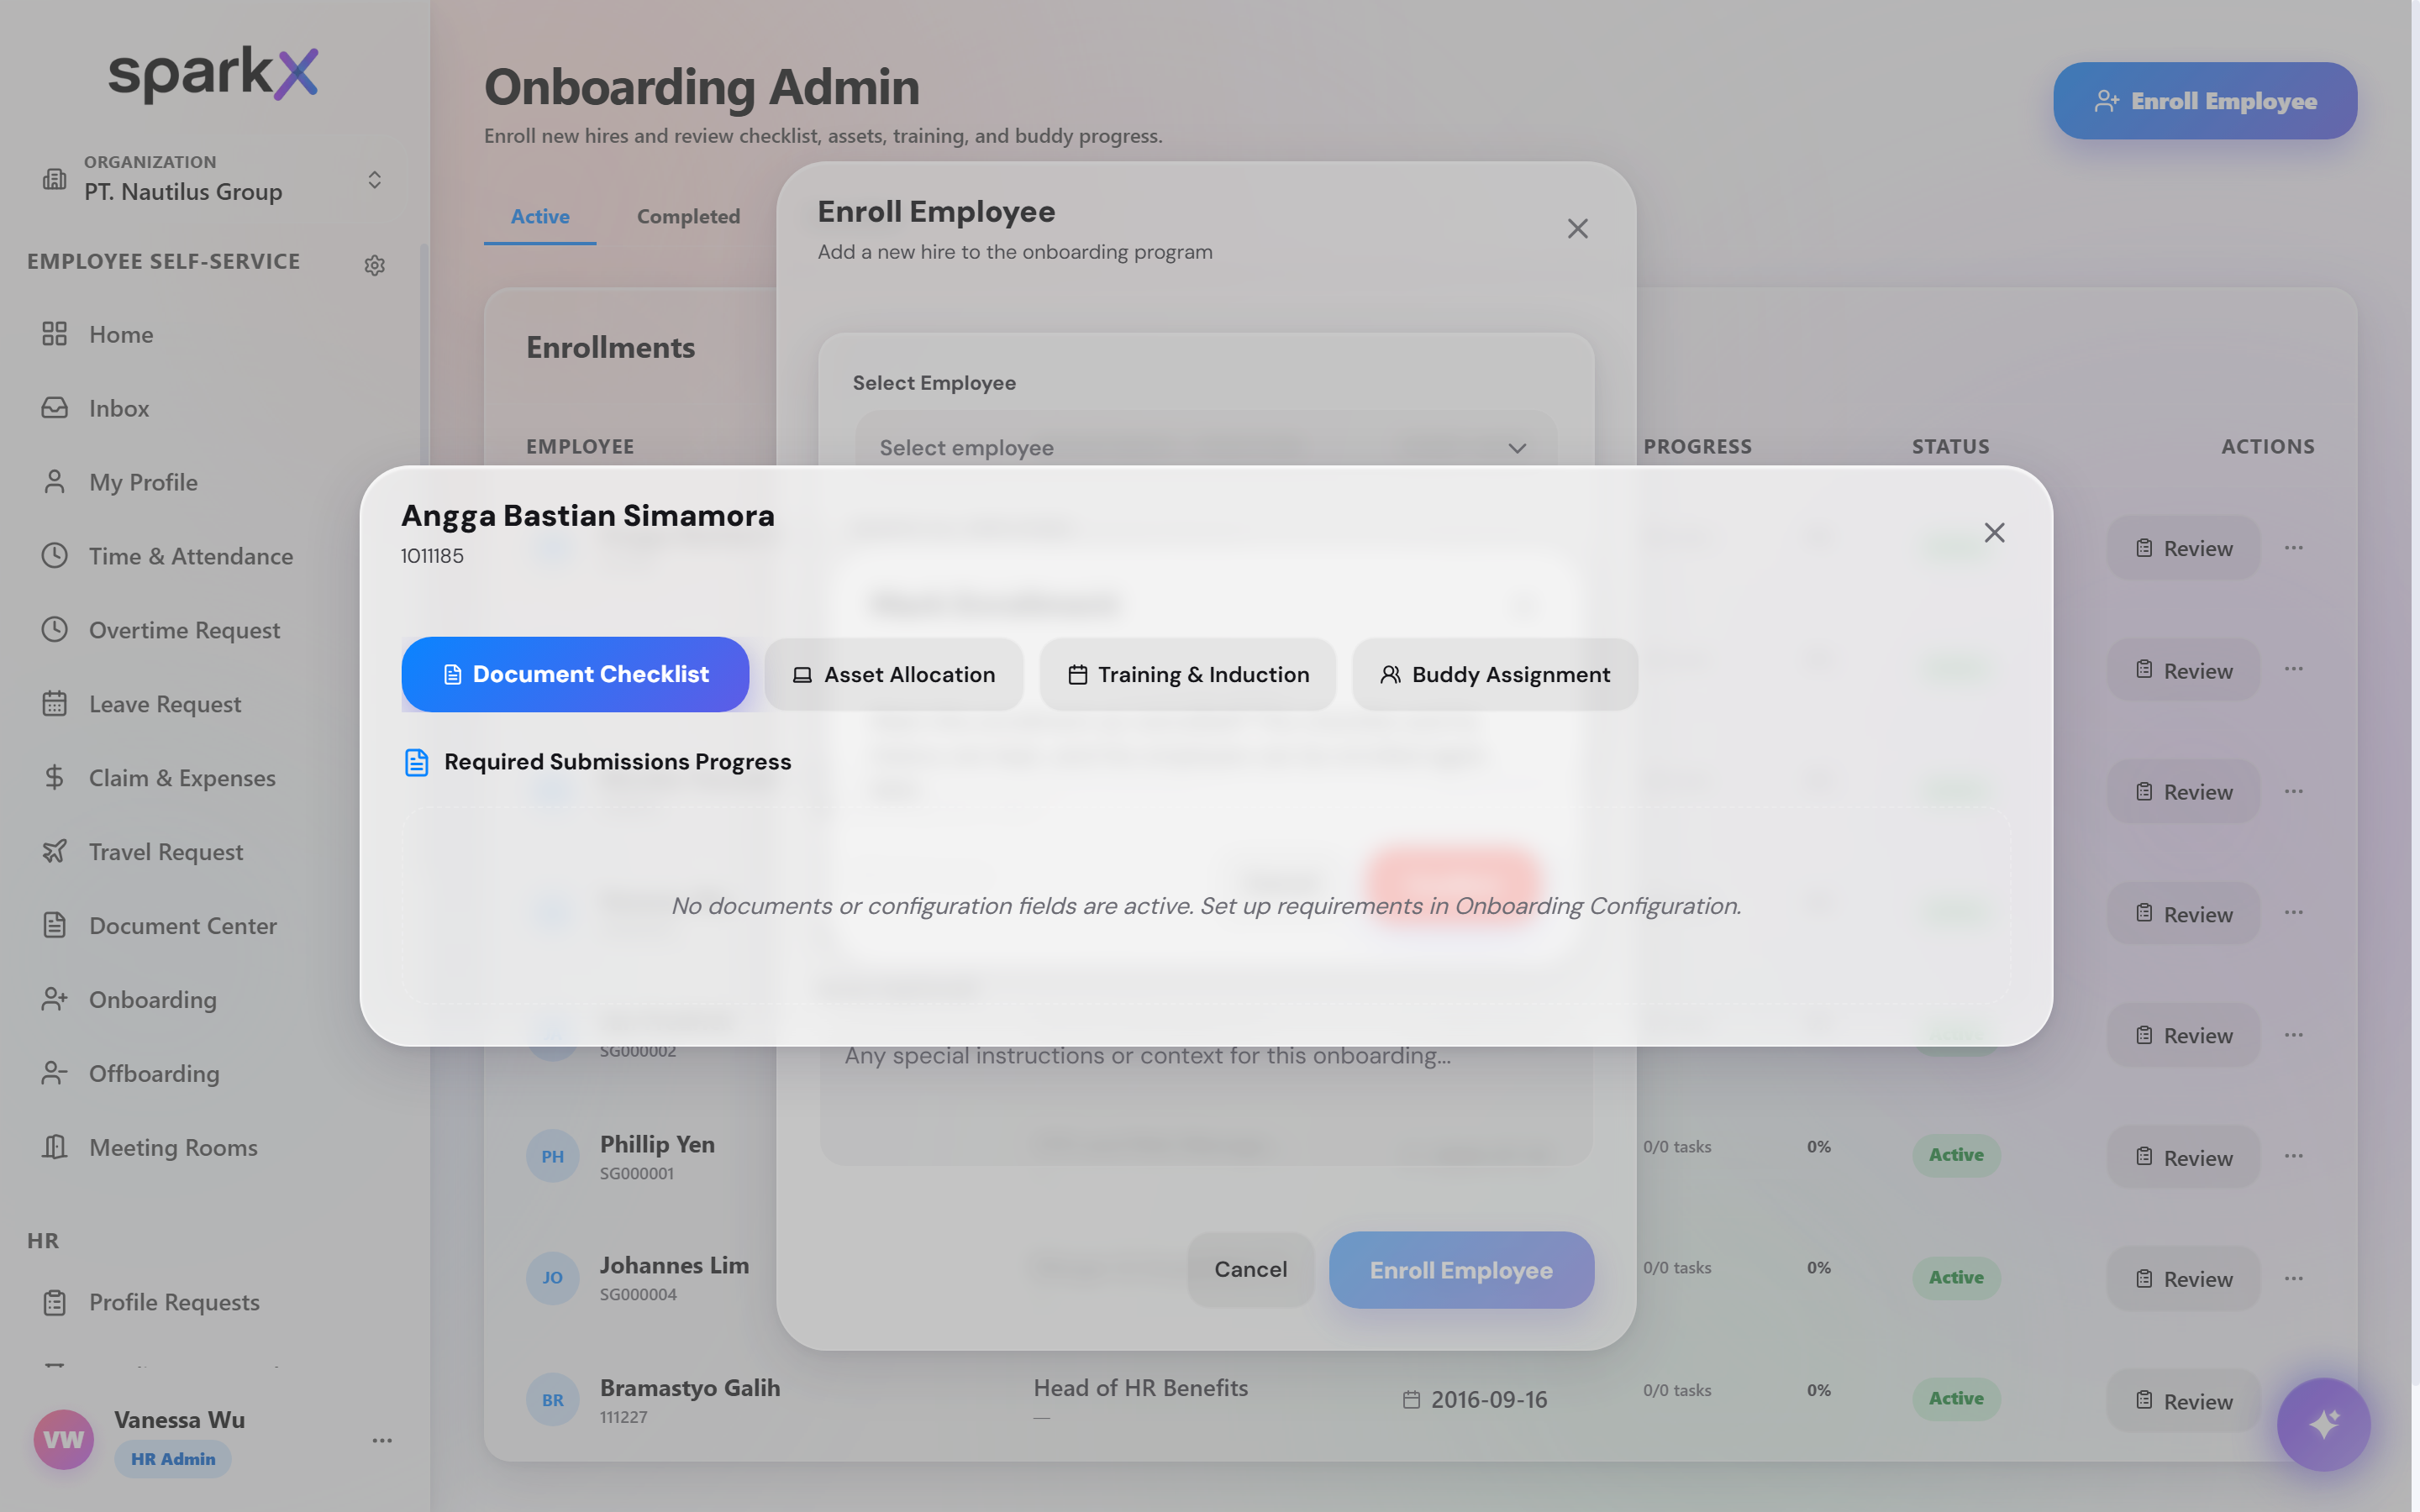 sparkX
ORGANIZATION
PT. Nautilus Group
EMPLOYEE SELF-SERVICE
Home
Inbox
My Profile
Time & Attendance
Overtime Request
Leave Request
Claim & Expenses
Travel Request
Document Center
Onboarding
Offboarding
Meeting Rooms
HR
Profile Requests
VW
Vanessa Wu
HR Admin
Onboarding Admin
Enroll new hires and review checklist, assets, training, and buddy progress.
Enroll Employee
Active
Completed
Enrollments
EMPLOYEE
PROGRESS
STATUS
ACTIONS
Enroll Employee
Add a new hire to the onboarding program
Select Employee
Select employee
Angga Bastian Simamora
1011185
Document Checklist
Asset Allocation
Training & Induction
Buddy Assignment
Required Submissions Progress
No documents or configuration fields are active. Set up requirements in Onboarding Configuration.
Review
Review
Review
Review
Review
SG000002
Any special instructions or context for this onboarding...
PH
Phillip Yen
SG000001
0/0 tasks
0%
Active
Review
Cancel
Enroll Employee
JO
Johannes Lim
SG000004
0/0 tasks
0%
Active
Review
BR
Bramastyo Galih
111227
Head of HR Benefits
—
2016-09-16
0/0 tasks
0%
Active
Review